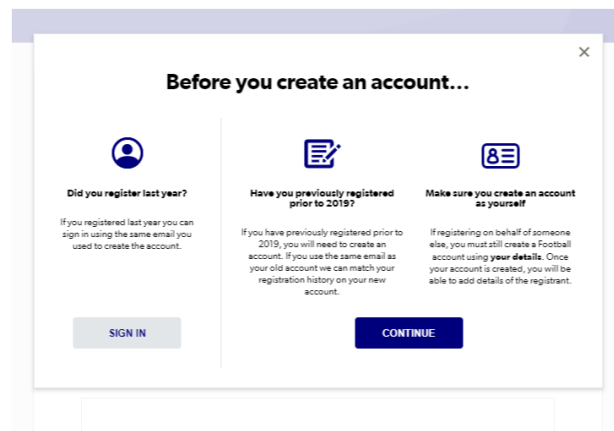 ×
Before you create an account...
Did you register last year?
If you registered last year you can
sign in using the same email you
used to create the account.
SIGN IN
Have you previously registered
prior to 2019?
If you have previously registered prior to
2019, you will need to create an
account. If you use the same email as
your old account we can match your
registration history on your new
account.
Make sure you create an account
as yourself
If registering on behalf of someone
else, you must still create a Football
account using your details. Once
your account is created, you will be
able to add details of the registrant.
CONTINUE